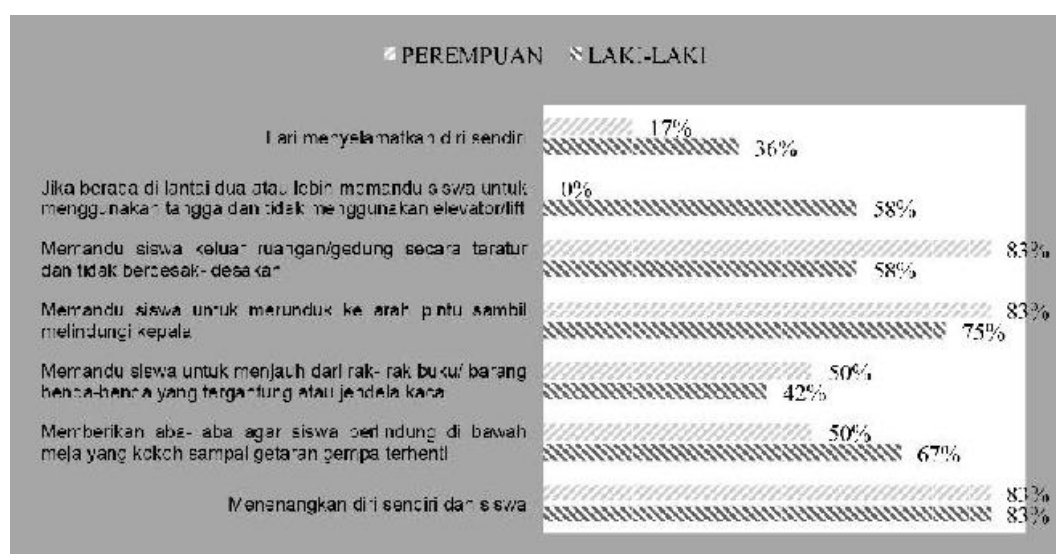 PEREMPUAN LAKI-LAKI
Lari menyelamatkan diri sendiri
17%
36%
Jika berada di lantai dua atau lebih memandu siswa untuk
menggunakan tangga dan tidak menggunakan elevator/lift
0%
58%
Memandu siswa keluar ruangan/gedung secara teratur
dan tidak berdesak- desakan
83%
58%
Memandu siswa untuk merunduk ke arah pintu sambil
melindungi kepala
83%
75%
Memandu siswa untuk menjauh dari rak- rak buku/ barang
benda-benda yang tergantung atau jendela kaca
50%
42%
Memberikan aba- aba agar siswa berlindung di bawah
meja yang kokoh sampai getaran gempa terhenti
50%
67%
Menenangkan diri sendiri dan siswa
83%
83%